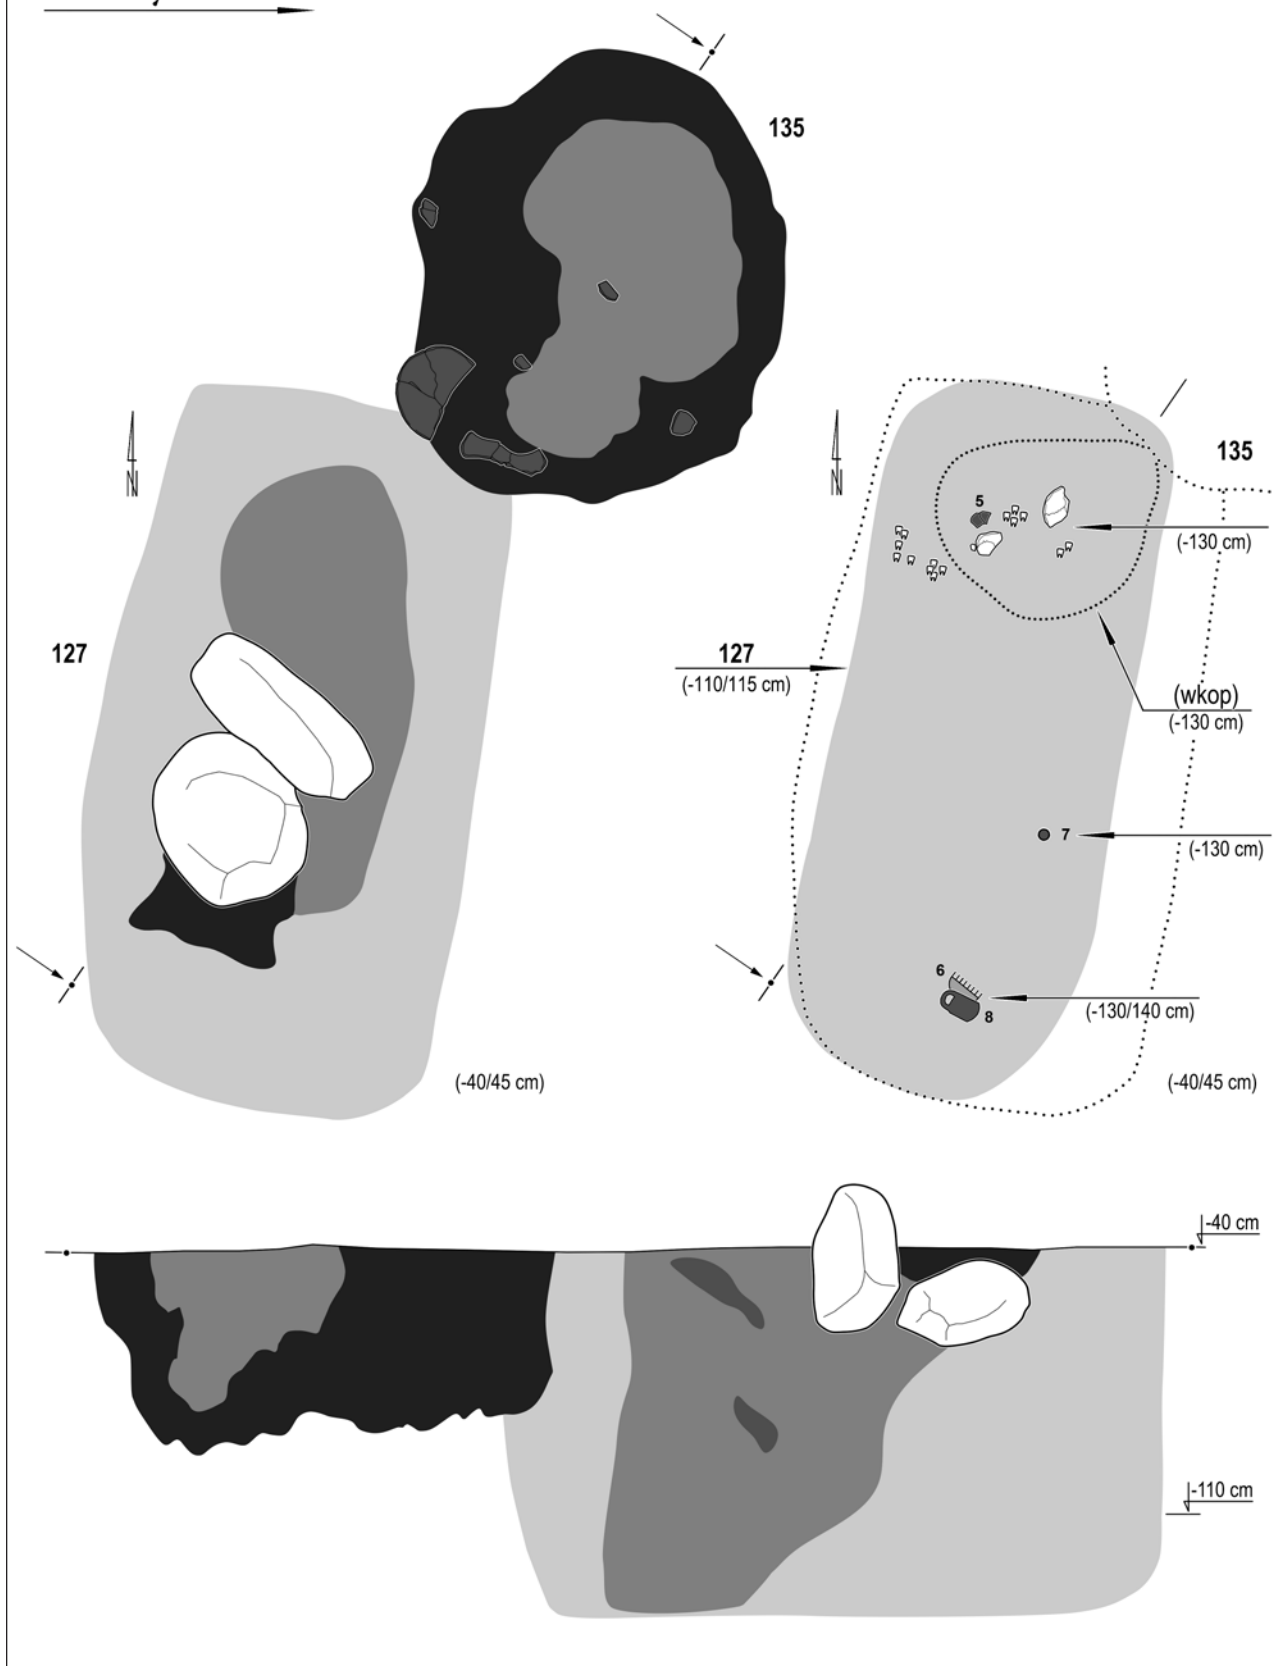 135
N
N
135
5
(-130 cm)
127
127
(-110/115 cm)
(wkop)
(-130 cm)
7
(-130 cm)
6
8
(-130/140 cm)
(-40/45 cm)
(-40/45 cm)
-40 cm
-110 cm